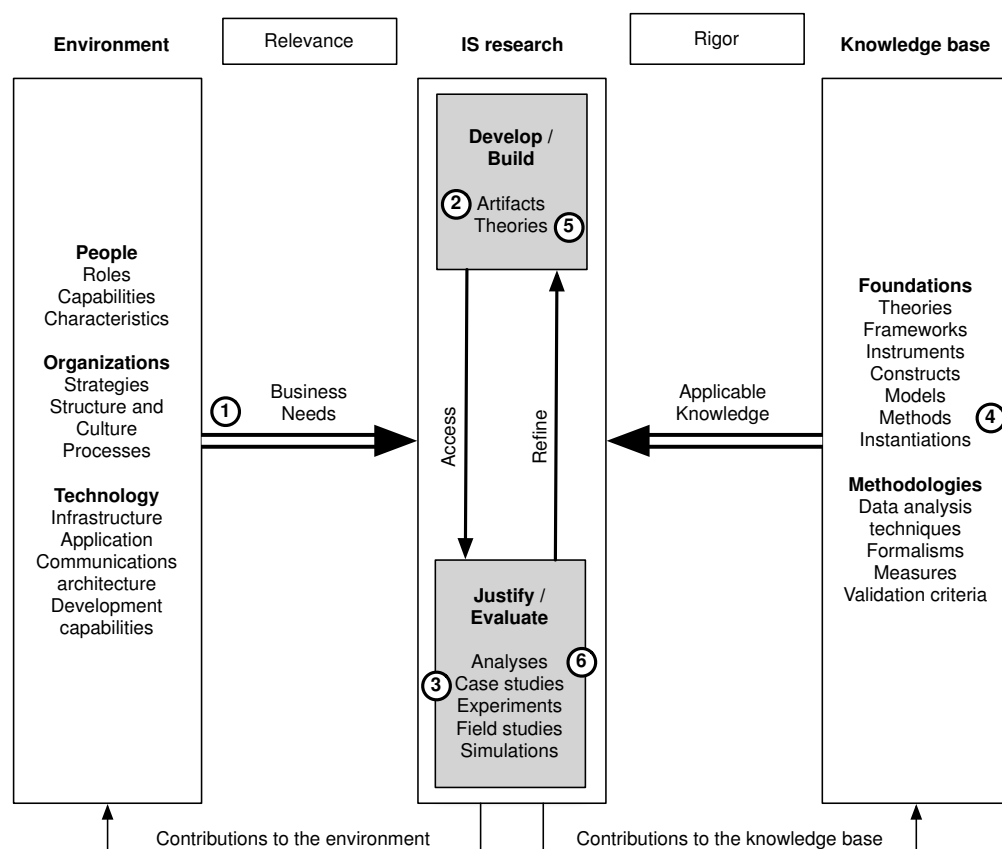 Environment
Relevance
IS research
Rigor
Knowledge base
People
Roles
Capabilities
Characteristics
Organizations
Strategies
Structure and
Culture
Processes
Technology
Infrastructure
Application
Communications
architecture
Development
capabilities
1
Business
Needs
Develop /
Build
2
Artifacts
Theories
5
Access
Refine
Justify /
Evaluate
Analyses
6
3
Case studies
Experiments
Field studies
Simulations
Applicable
Knowledge
Foundations
Theories
Frameworks
Instruments
Constructs
Models
Methods
4
Instantiations
Methodologies
Data analysis
techniques
Formalisms
Measures
Validation criteria
Contributions to the environment
Contributions to the knowledge base